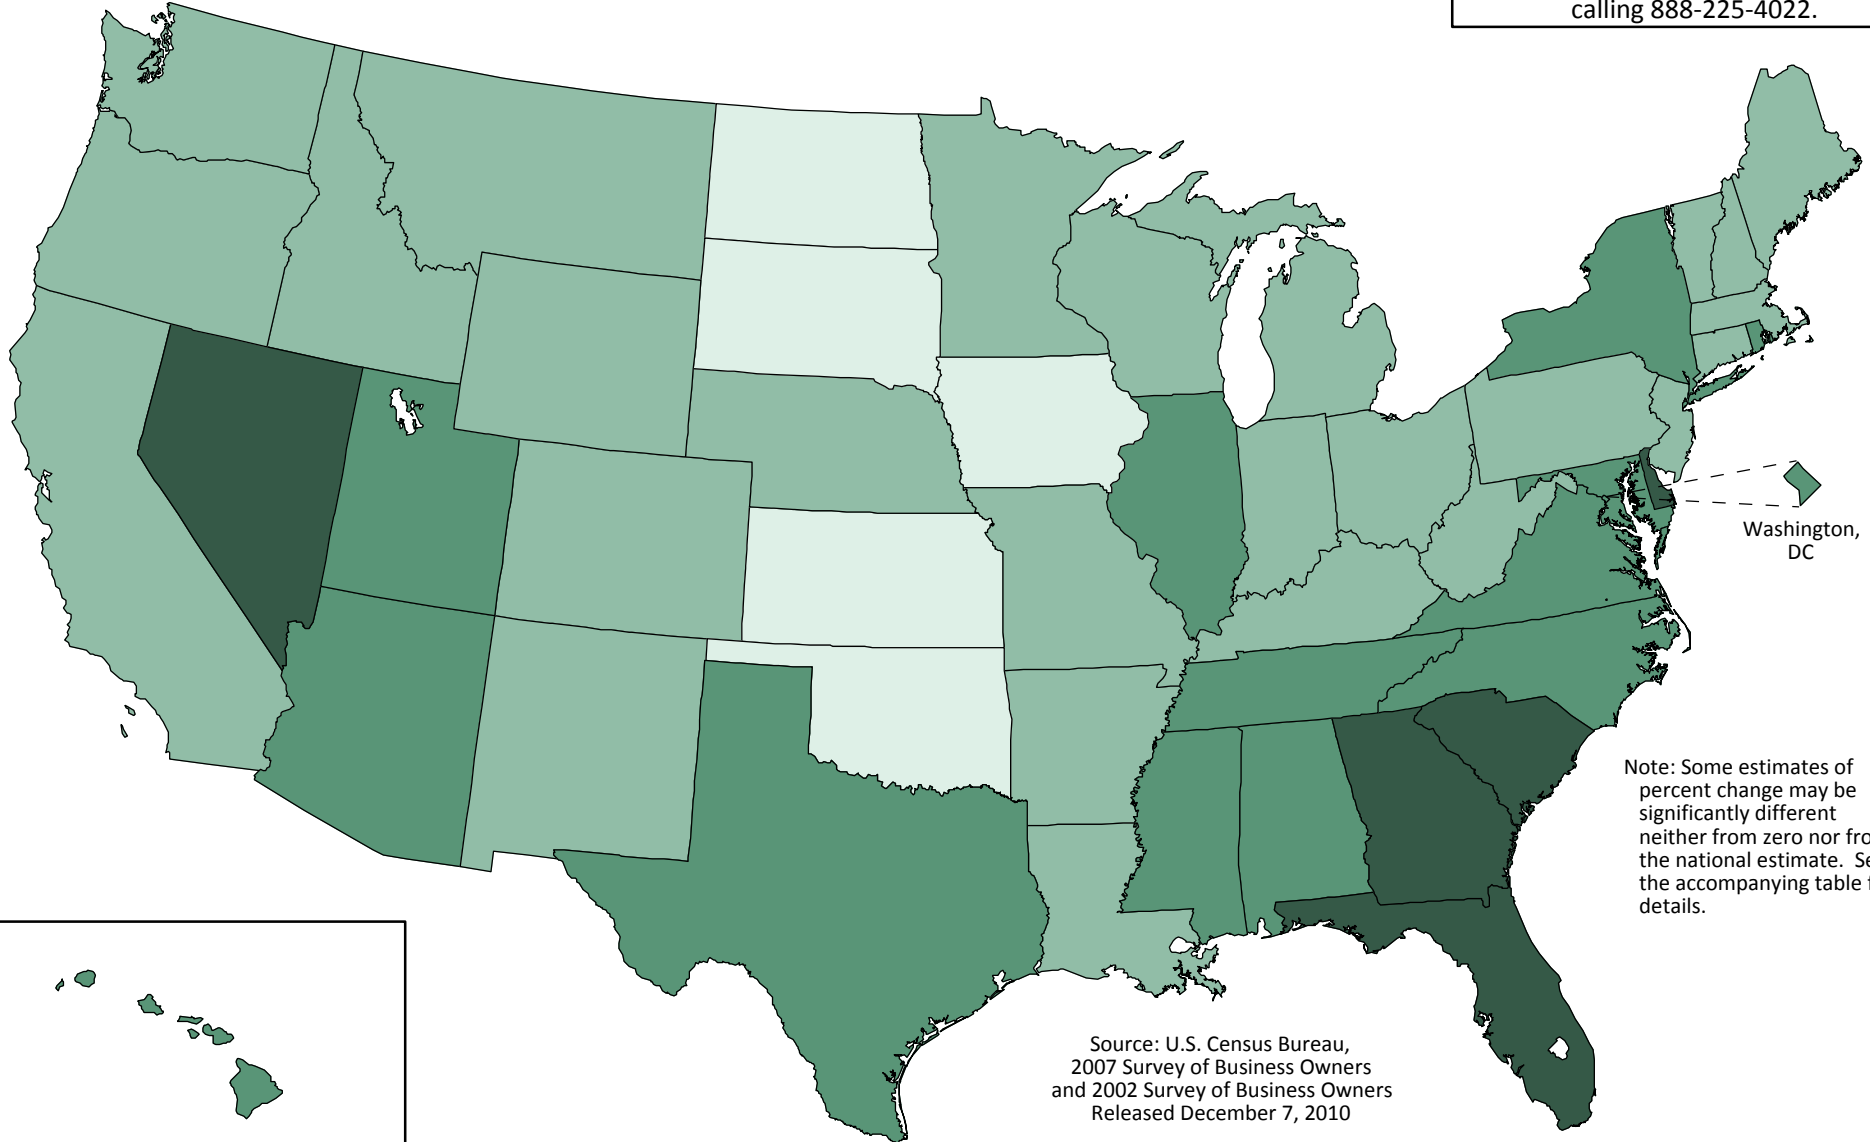 calling 888-225-4022.
Washington,
DC
Note: Some estimates of
percent change may be
significantly different
neither from zero nor fro
the national estimate.  Se
the accompanying table f
details.
Source: U.S. Census Bureau,
2007 Survey of Business Owners
and 2002 Survey of Business Owners
Released December 7, 2010